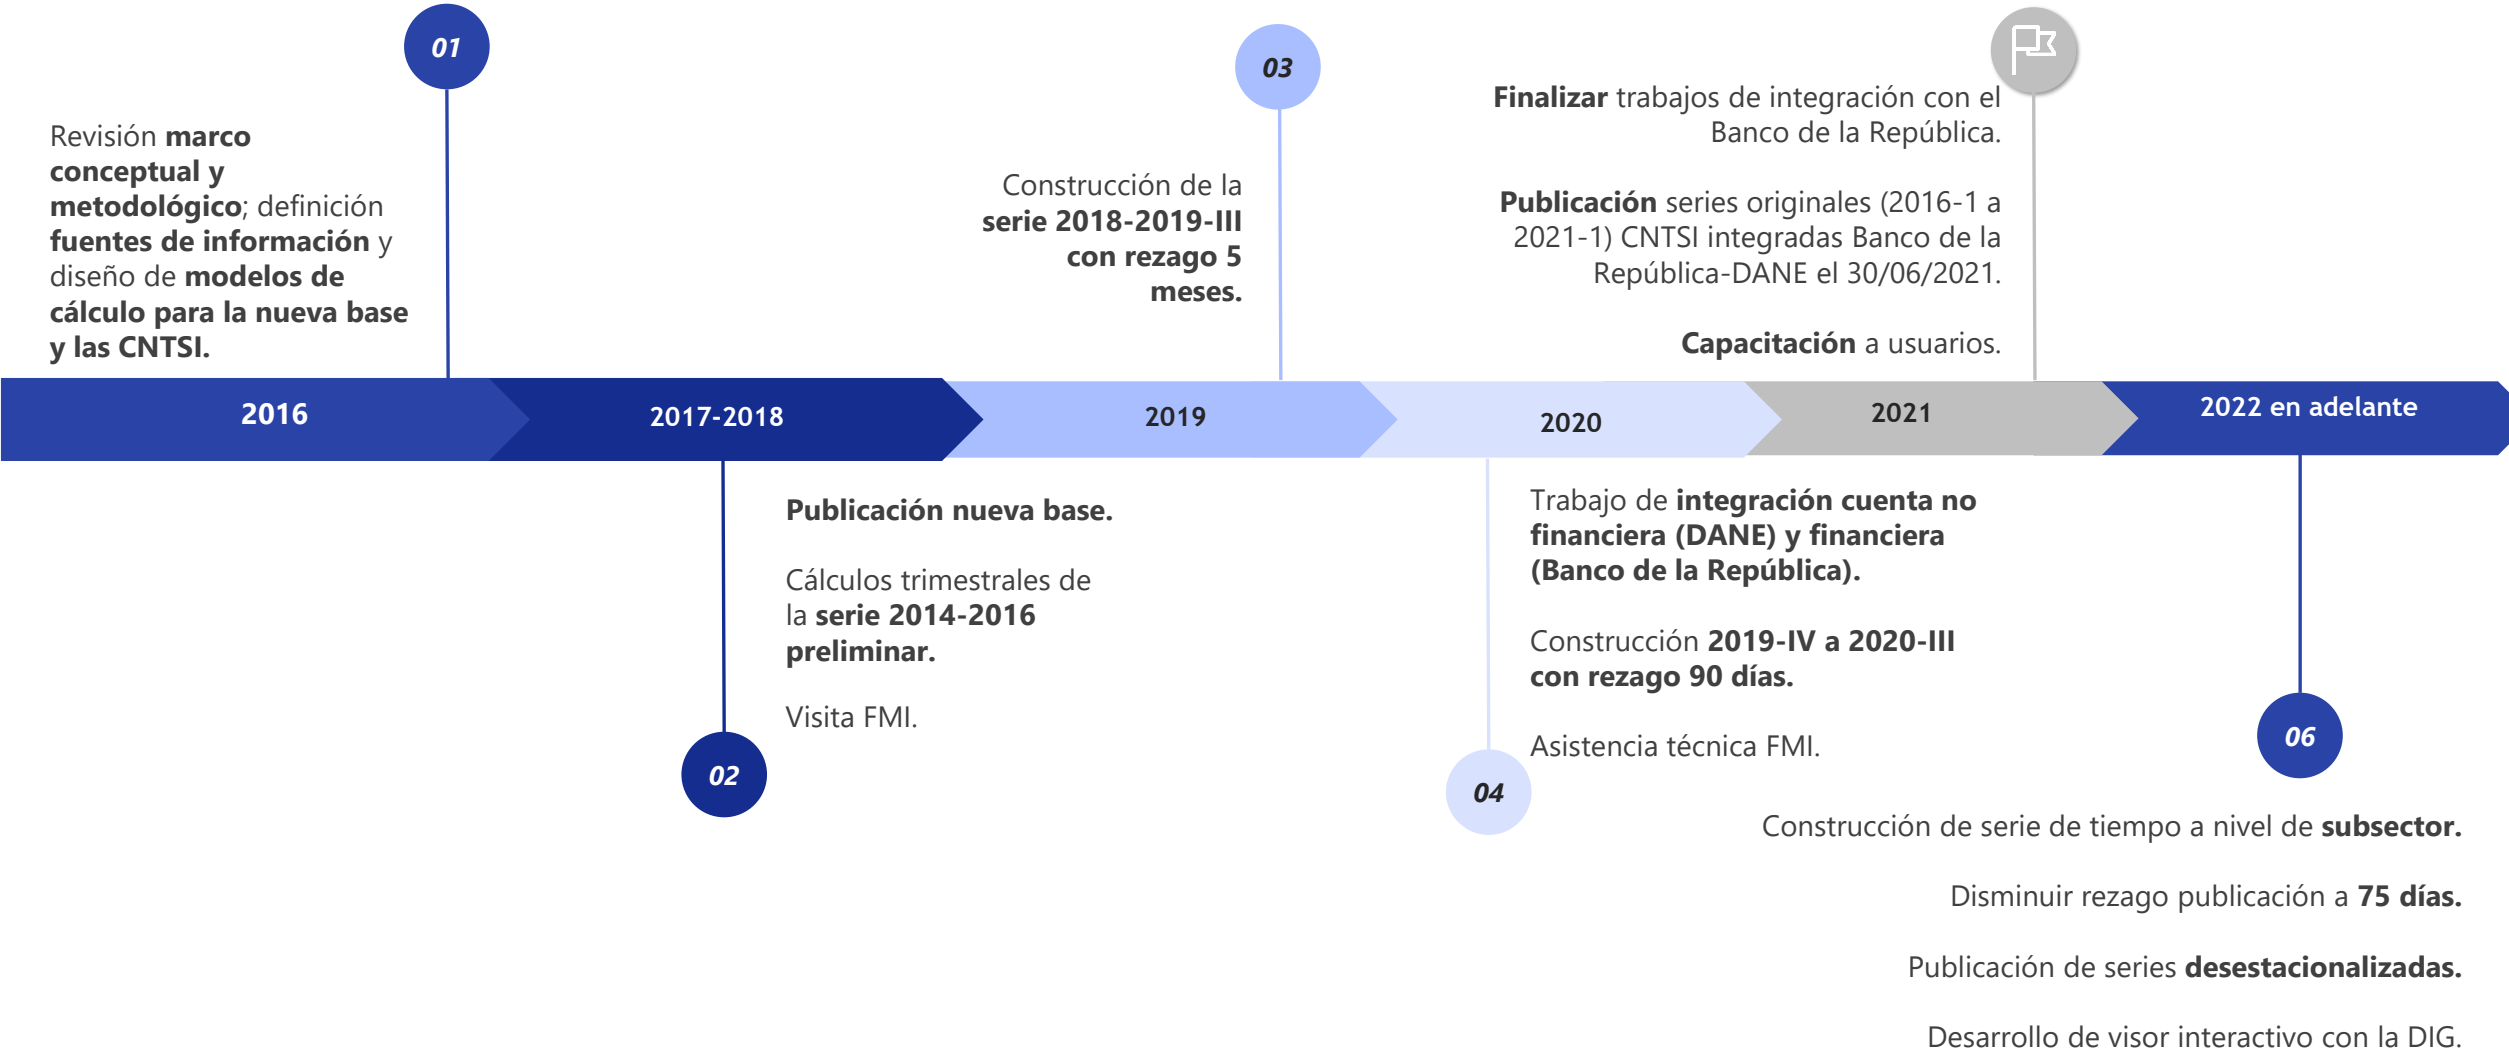 01
Revisión marco
conceptual y
metodológico; definición
fuentes de información y
diseño de modelos de
cálculo para la nueva base
y las CNTSI.
2016
2017-2018
Publicación nueva base.
Cálculos trimestrales de
la serie 2014-2016
preliminar.
Visita FMI.
02
03
Construcción de la
serie 2018-2019-III
con rezago 5
meses.
2019
2020
Trabajo de integración cuenta no
financiera (DANE) y financiera
(Banco de la República).
Construcción 2019-IV a 2020-III
con rezago 90 días.
Asistencia técnica FMI.
04
Finalizar trabajos de integración con el
Banco de la República.
Publicación series originales (2016-1 a
2021-1) CNTSI integradas Banco de la
República-DANE el 30/06/2021.
Capacitación a usuarios.
2021
2022 en adelante
06
Construcción de serie de tiempo a nivel de subsector.
Disminuir rezago publicación a 75 días.
Publicación de series desestacionalizadas.
Desarrollo de visor interactivo con la DIG.